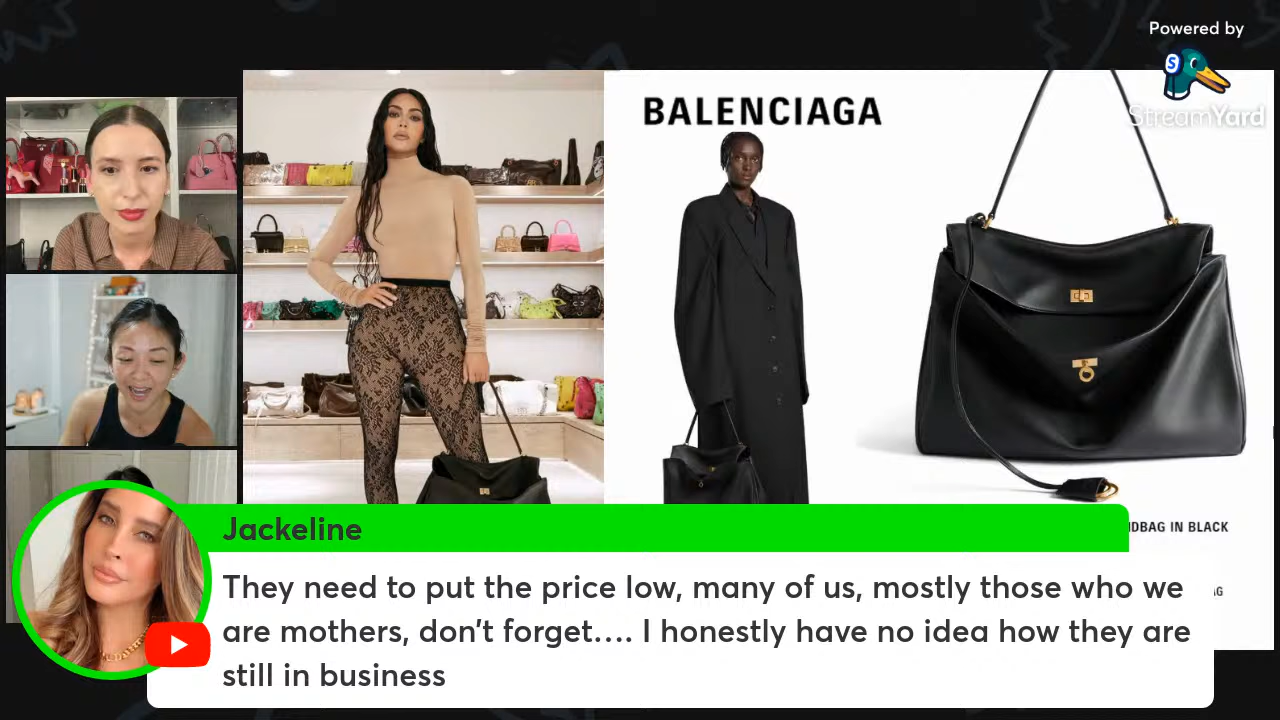 Powered by
StreamYard
BALENCIAGA
IN BLACK
Jackeline
They need to put the price low, many of us, mostly those who we
are mothers, don't forget…. I honestly have no idea how they are
still in business